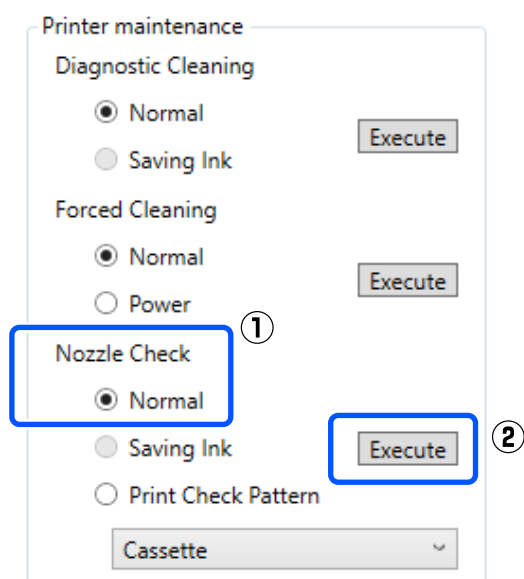 Printer maintenance
Diagnostic Cleaning
Normal
Execute
Saving Ink
Forced Cleaning
Normal
Execute
Power
①
Nozzle Check
Normal
②
Saving Ink
Execute
Print Check Pattern
Cassette